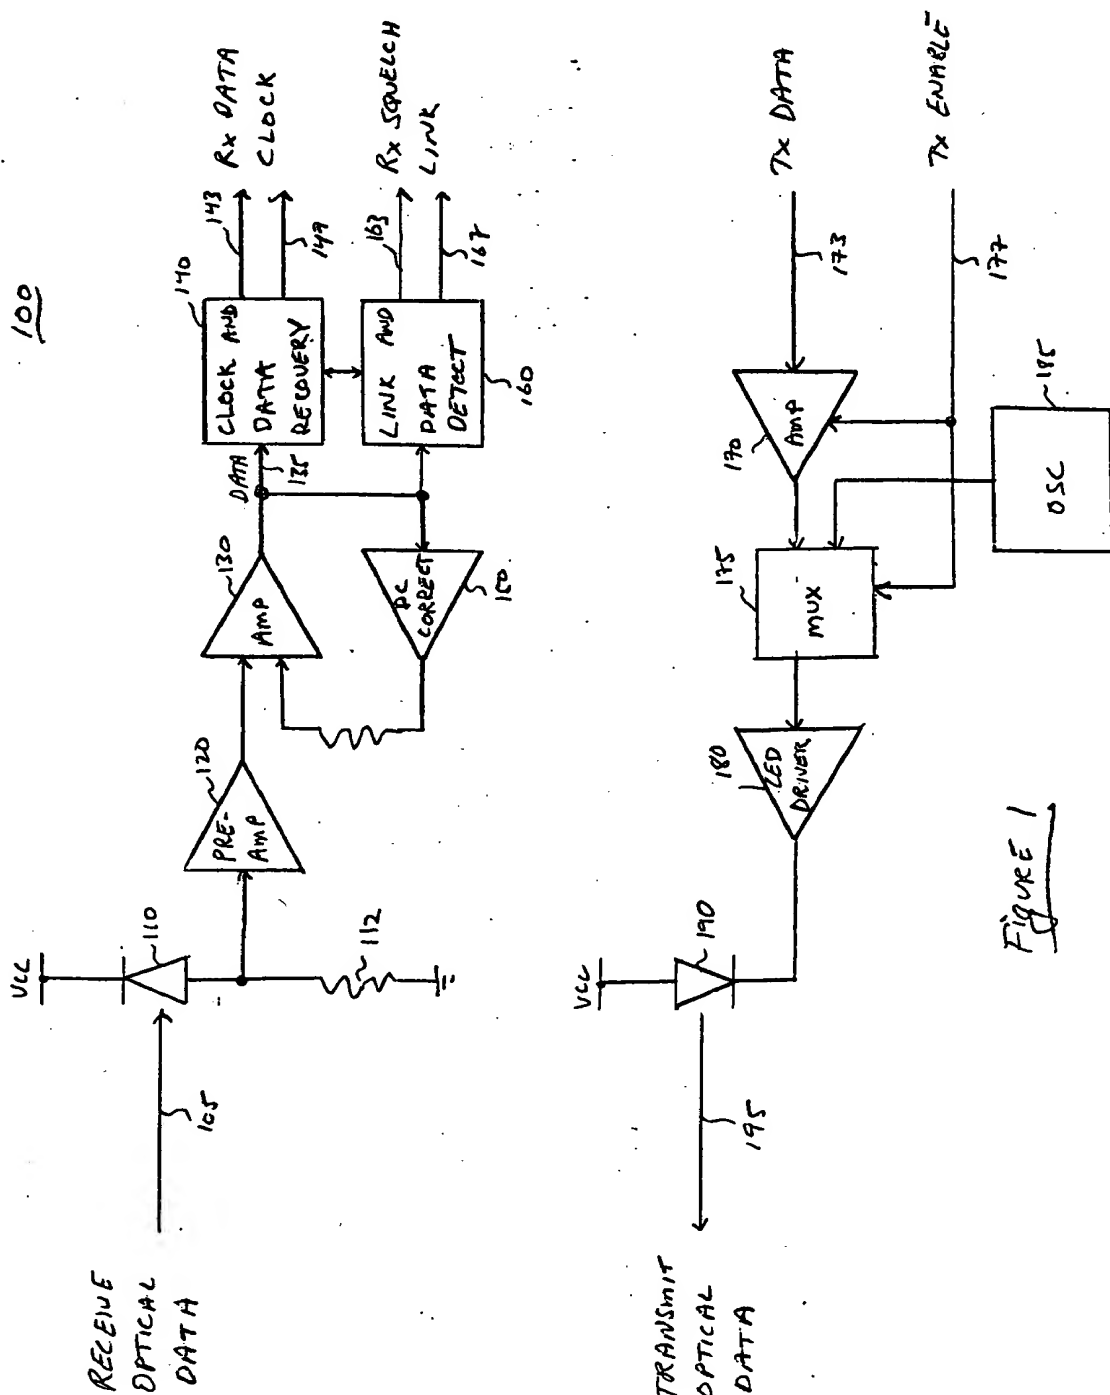 100
RECEIVE
OPTICAL
DATA
105
VCC
110
112
PRE-
AMP
120
AMP
130
DATA
135
DC
CORRECT
150
CLOCK AND
DATA
RECOVERY
140
143
Rx DATA
147
CLOCK
LINK AND
DATA
DETECT
160
163
Rx SQUELCH
167
LINK
TRANSMIT
OPTICAL
DATA
195
VCC
190
180
LED
DRIVER
175
MUX
170
AMP
173
Tx DATA
177
Tx ENABLE
185
OSC
FIGURE 1